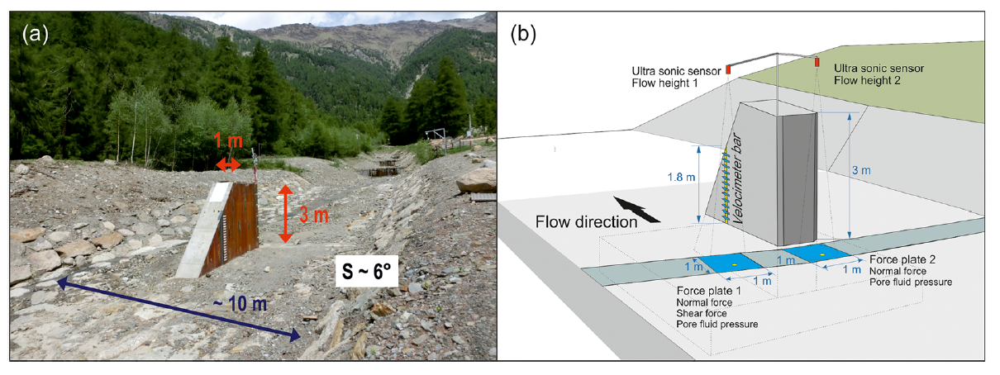 (a)
1 m
3 m
S ~ 6°
~ 10 m
(b)
Ultra sonic sensor
Flow height 1
Ultra sonic sensor
Flow height 2
Velocimeter bar
1.8 m
3 m
Flow direction
1 m
1 m
1 m
1 m
Force plate 1
Normal force
Shear force
Pore fluid pressure
Force plate 2
Normal force
Pore fluid pressure